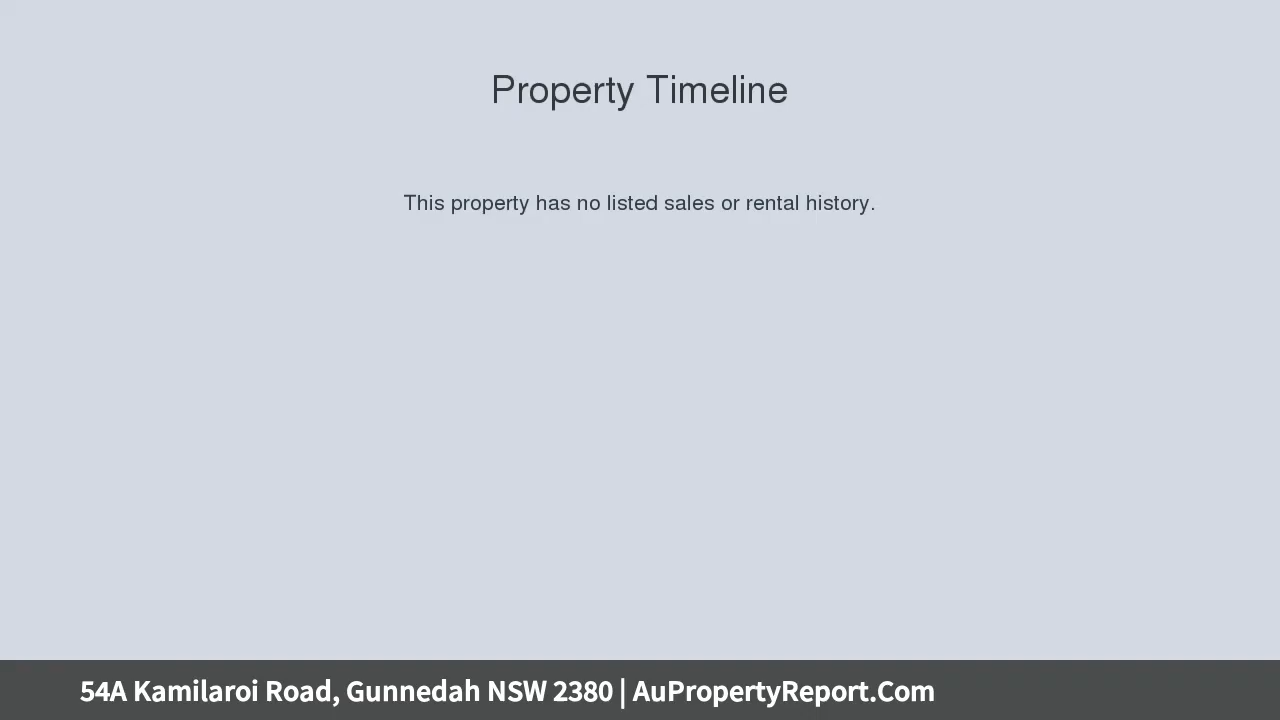 Property Timeline
This property has no listed sales or rental history.
54A Kamilaroi Road, Gunnedah NSW 2380 | AuPropertyReport.Com